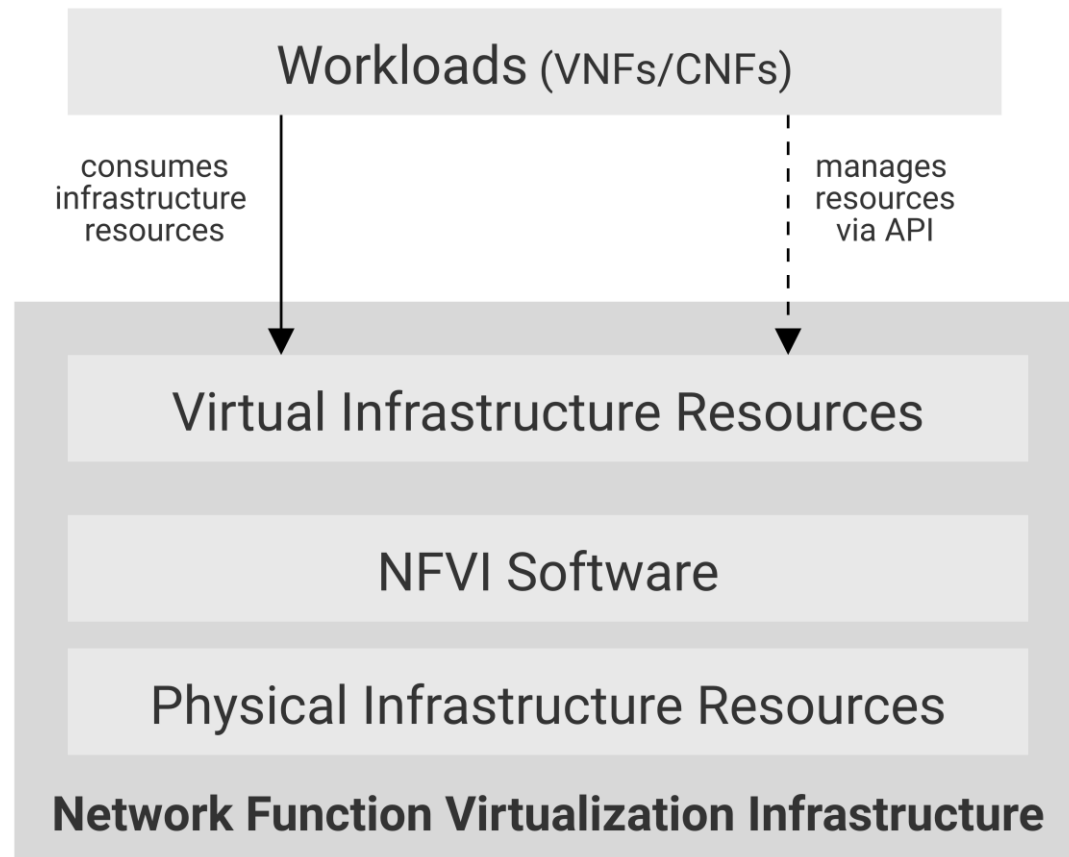 Workloads (VNFs/CNFs)
consumes
infrastructure
resources
manages
resources
via API
Virtual Infrastructure Resources
NFVI Software
Physical Infrastructure Resources
Network Function Virtualization Infrastructure